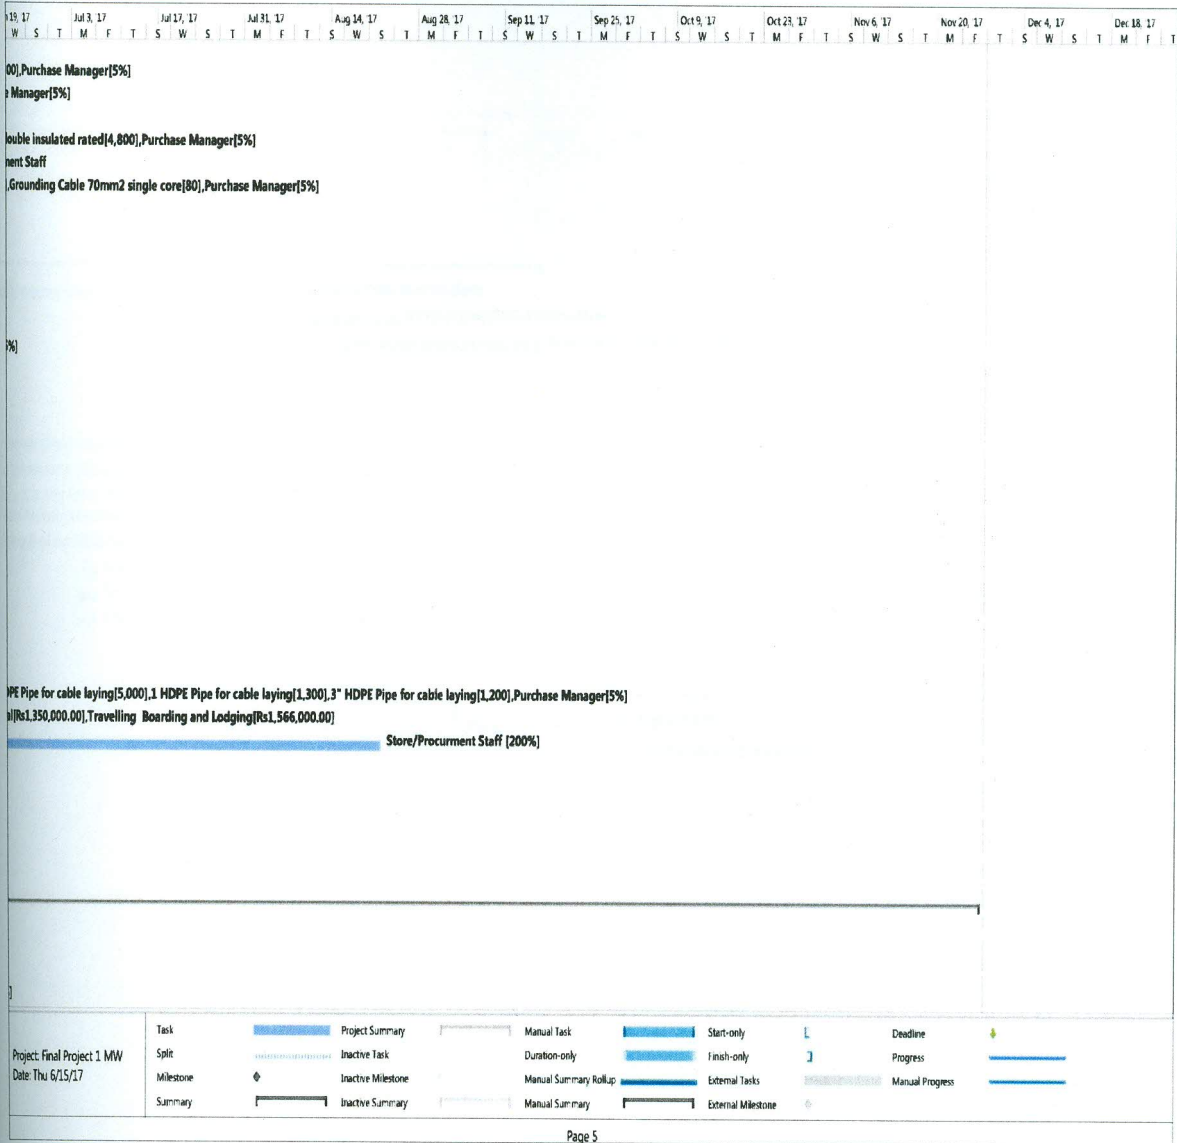 19, 17 Jul 3, 17 Jul 17, 17 Jul 31, 17 Aug 14, 17 Aug 28, 17 Sep 11, 17 Sep 25, 17 Oct 9, 17 Oct 23, 17 Nov 6, 17 Nov 20, 17 Dec 4, 17 Dec 18, 17
W S T M F T S W S T M F T S W S T M F T S W S T M F T S W S T M F T S W S T M F T S W S T M F T
00],Purchase Manager[5%]
Manager[5%]
ouble insulated rated[4,800],Purchase Manager[5%]
nent Staff
,Grounding Cable 70mm2 single core[80],Purchase Manager[5%]
%]
PE Pipe for cable laying[5,000],1 HDPE Pipe for cable laying[1,300],3" HDPE Pipe for cable laying[1,200],Purchase Manager[5%]
al[Rs1,350,000.00],Travelling Boarding and Lodging[Rs1,566,000.00]
Store/Procurment Staff [200%]
]
Task Project Summary Manual Task Start-only Deadline
Project: Final Project 1 MW Split Inactive Task Duration-only Finish-only Progress
Date: Thu 6/15/17 Milestone Inactive Milestone Manual Summary Rollup External Tasks Manual Progress
Summary Inactive Summary Manual Summary External Milestone
Page 5